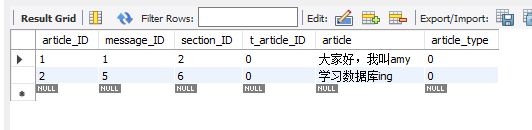 Result Grid Filter Rows: Edit: Export/Import:
article_ID message_ID section_ID t_article_ID article article_type
1 1 2 0 大家好，我叫amy 0
2 5 6 0 学习数据库ing 0
NULL NULL NULL NULL NULL NULL